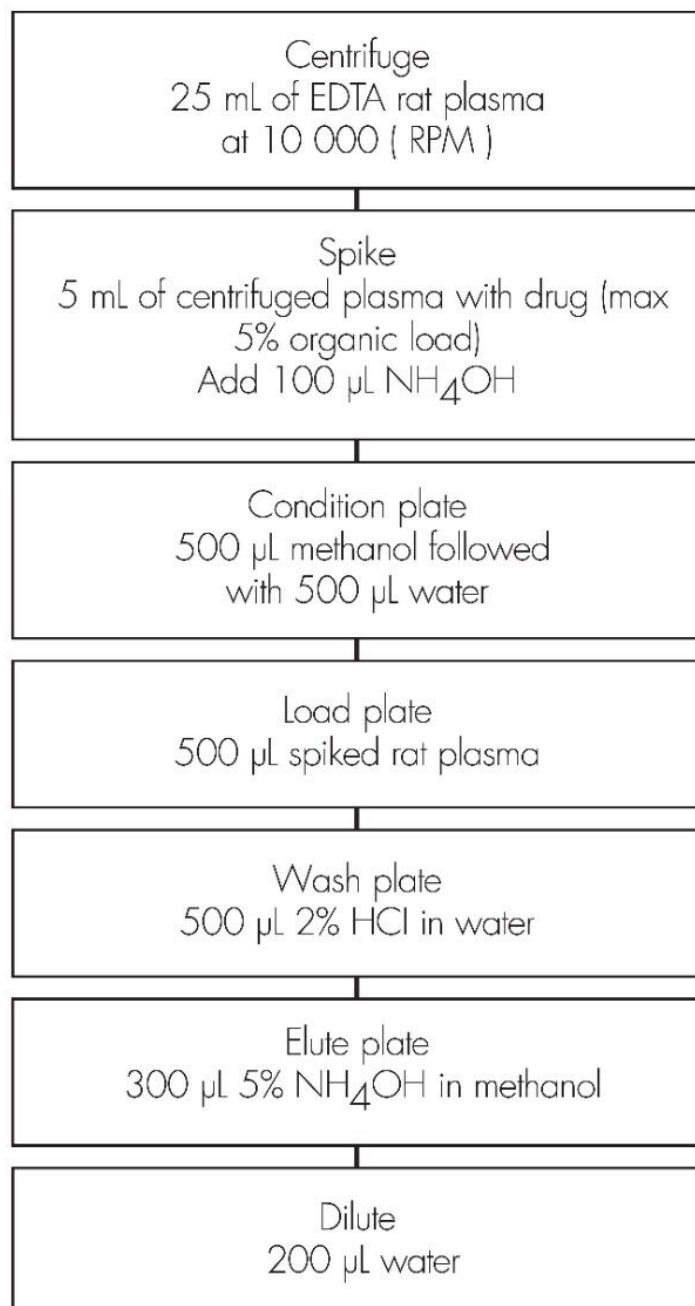 Centrifuge
25 mL of EDTA rat plasma
at 10 000 ( RPM )
Spike
5 mL of centrifuged plasma with drug (max
5% organic load)
Add 100 µL NH4OH
Condition plate
500 µL methanol followed
with 500 µL water
Load plate
500 µL spiked rat plasma
Wash plate
500 µL 2% HCl in water
Elute plate
300 µL 5% NH4OH in methanol
Dilute
200 µL water